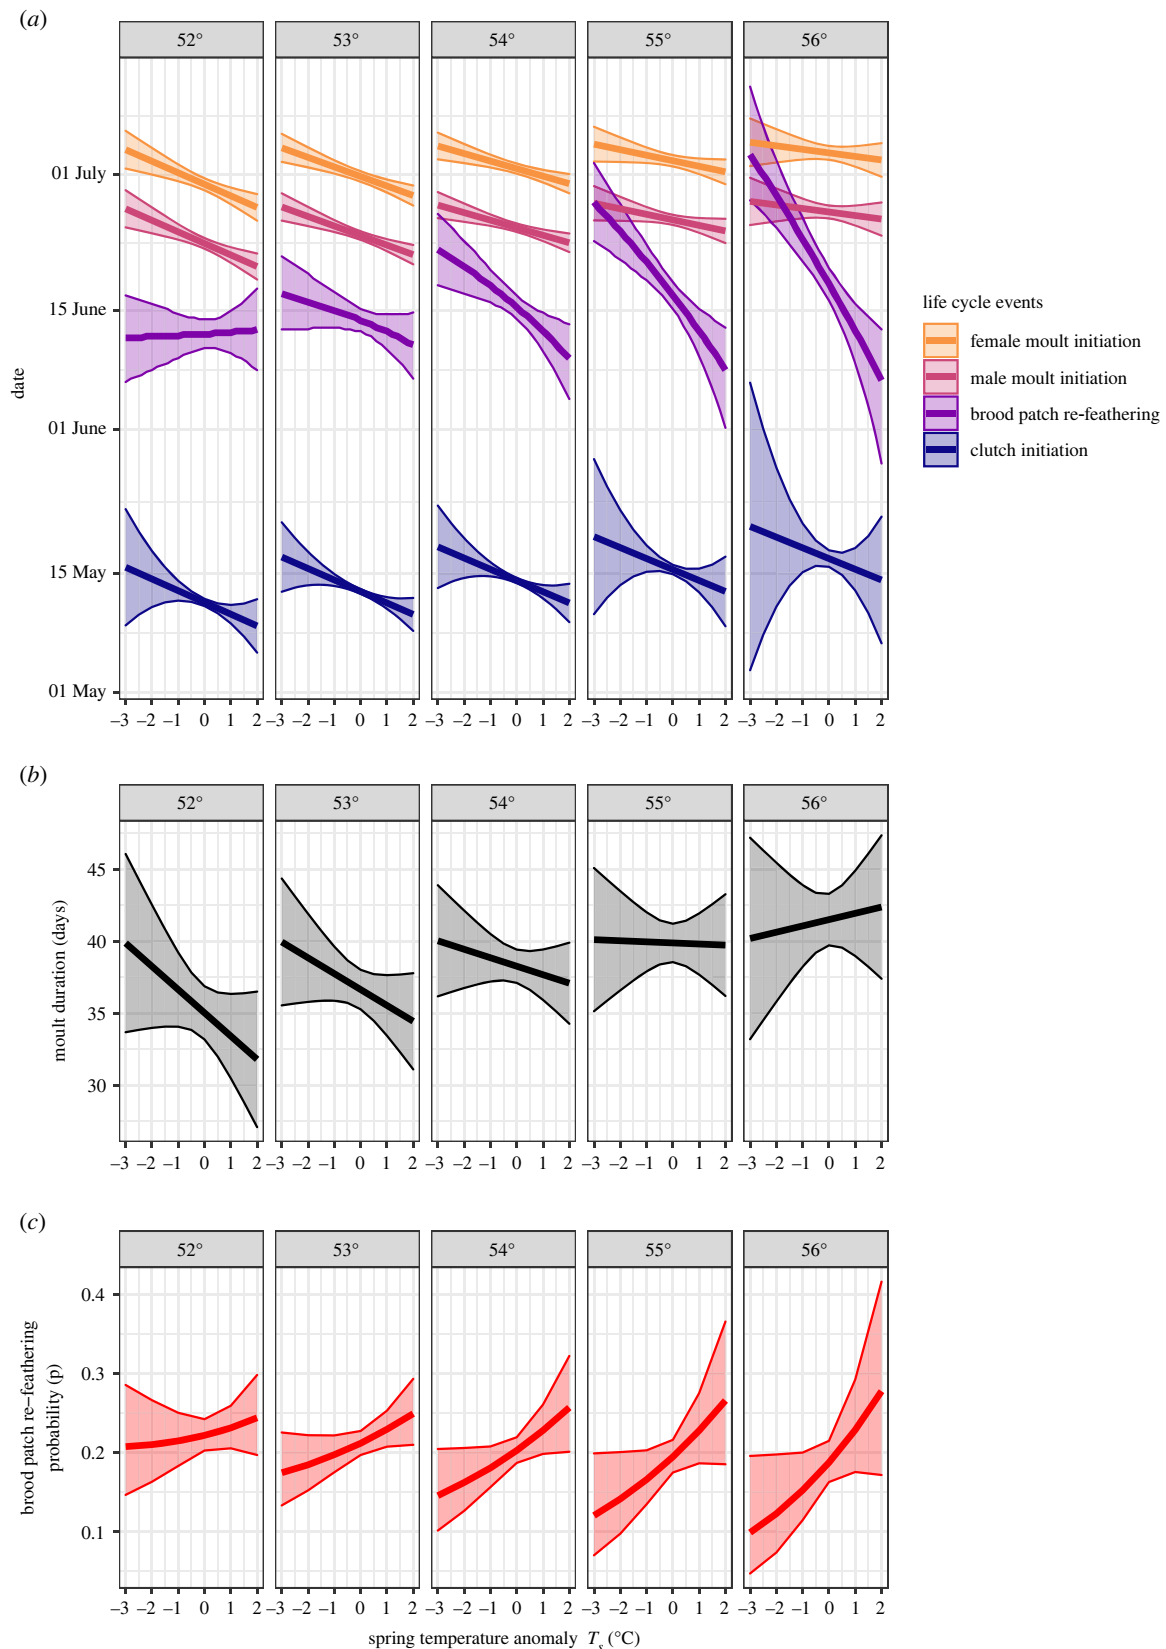 (a)
52° 53° 54° 55° 56°
01 July
15 June
01 June
15 May
01 May
date
–3 –2 –1 0 1 2 –3 –2 –1 0 1 2 –3 –2 –1 0 1 2 –3 –2 –1 0 1 2 –3 –2 –1 0 1 2
life cycle events
female moult initiation
male moult initiation
brood patch re-feathering
clutch initiation
(b)
52° 53° 54° 55° 56°
45
40
35
30
moult duration (days)
–3 –2 –1 0 1 2 –3 –2 –1 0 1 2 –3 –2 –1 0 1 2 –3 –2 –1 0 1 2 –3 –2 –1 0 1 2
(c)
52° 53° 54° 55° 56°
0.4
0.3
0.2
0.1
brood patch re–feathering
probability (p)
–3 –2 –1 0 1 2 –3 –2 –1 0 1 2 –3 –2 –1 0 1 2 –3 –2 –1 0 1 2 –3 –2 –1 0 1 2
spring temperature anomaly Ts (°C)